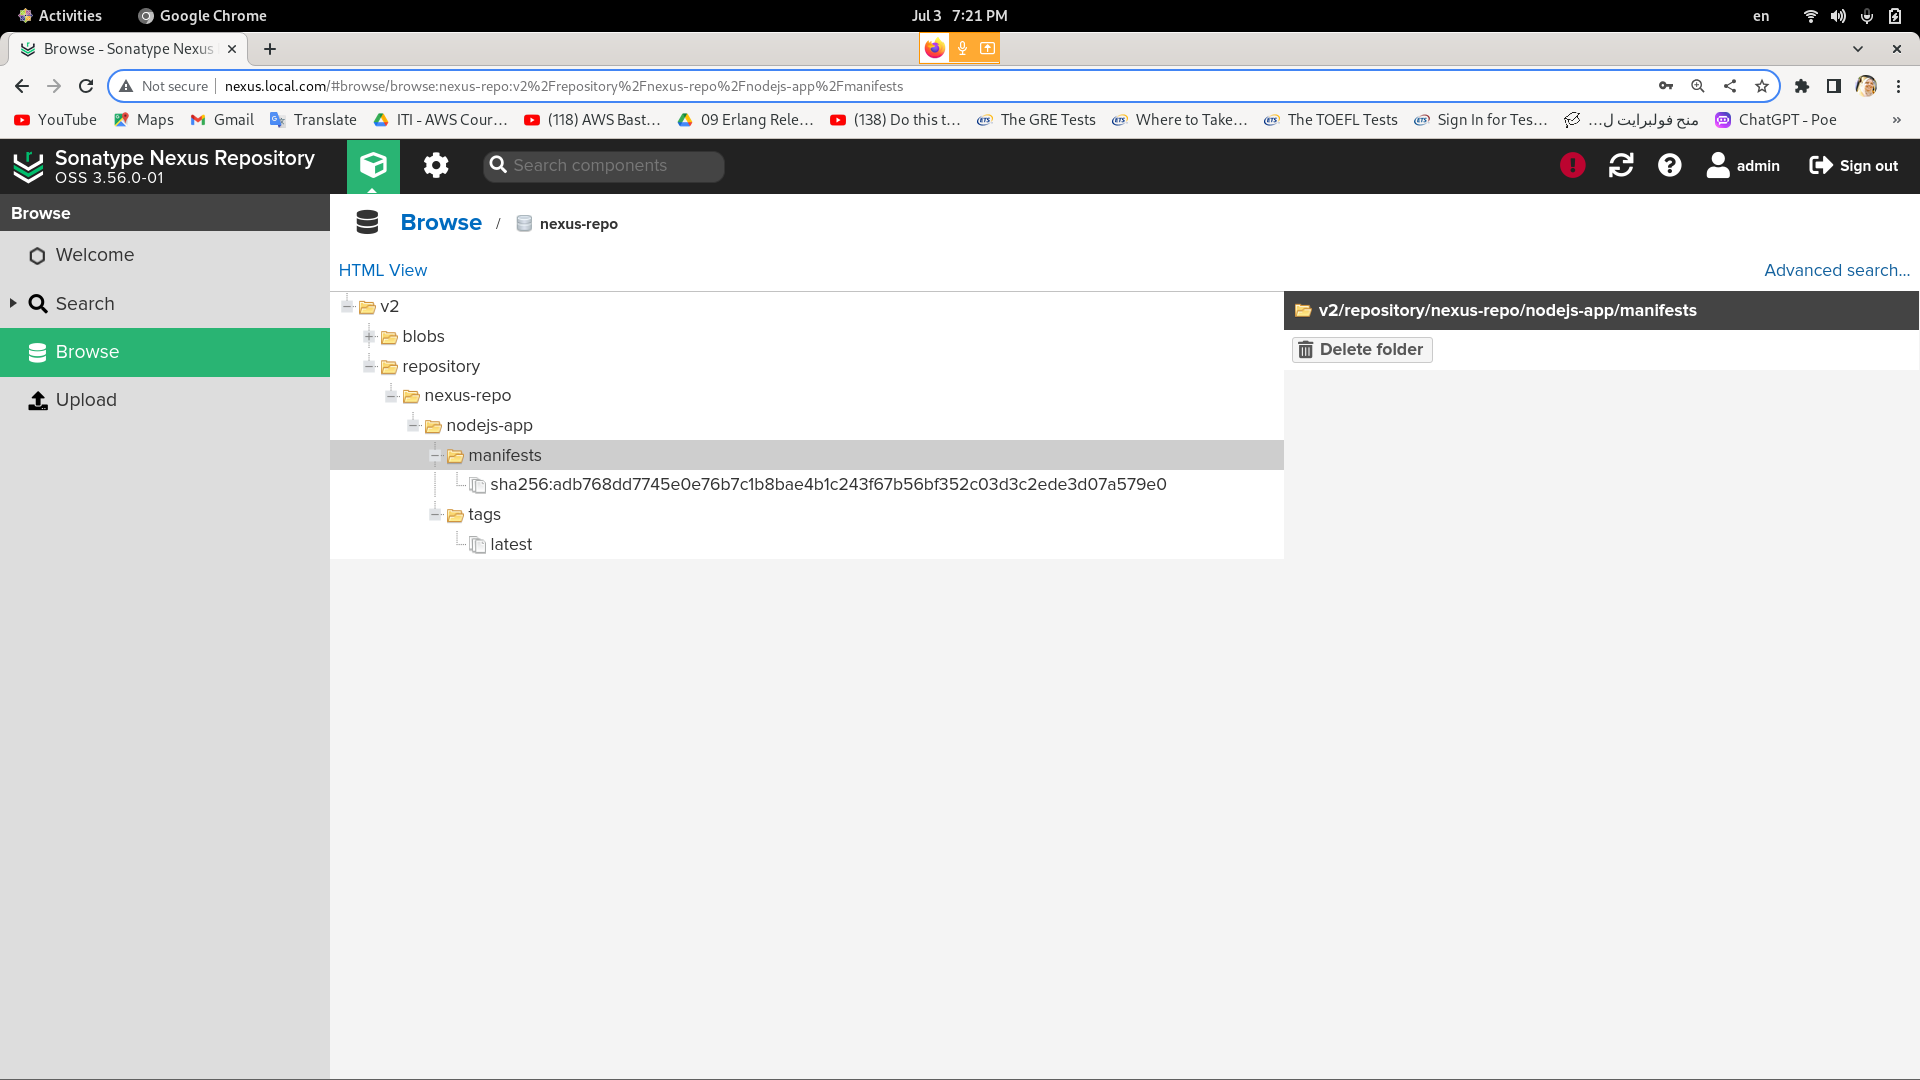 Activities Google Chrome Jul 3 7:21 PM en
Browse - Sonatype Nexus
Not secure nexus.local.com/#browse/browse:nexus-repo:v2%2Frepository%2Fnexus-repo%2Fnodejs-app%2Fmanifests
YouTube Maps Gmail Translate ITI - AWS Cour… (118) AWS Bast… 09 Erlang Rele… (138) Do this t… The GRE Tests Where to Take… The TOEFL Tests Sign In for Tes… منح فولبرايت ل… ChatGPT - Poe »
Sonatype Nexus Repository
OSS 3.56.0-01
Search components
admin Sign out
Browse
Welcome
Search
Browse
Upload
Browse / nexus-repo
HTML View Advanced search...
v2
blobs
repository
nexus-repo
nodejs-app
manifests
sha256:adb768dd7745e0e76b7c1b8bae4b1c243f67b56bf352c03d3c2ede3d07a579e0
tags
latest
v2/repository/nexus-repo/nodejs-app/manifests
Delete folder